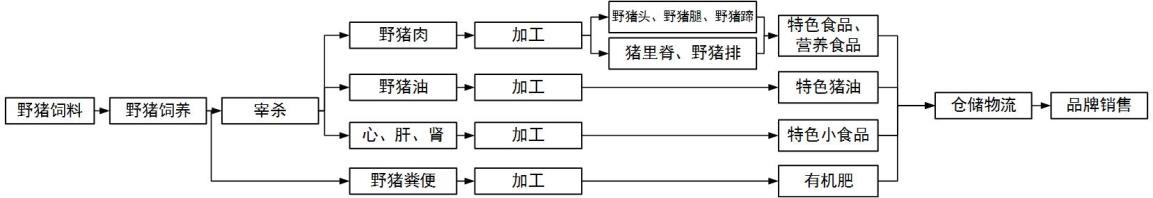 野猪饲料
野猪饲养
宰杀
野猪肉
加工
野猪头、野猪腿、野猪蹄
猪里脊、野猪排
特色食品、
营养食品
野猪油
加工
特色猪油
心、肝、肾
加工
特色小食品
野猪粪便
加工
有机肥
仓储物流
品牌销售